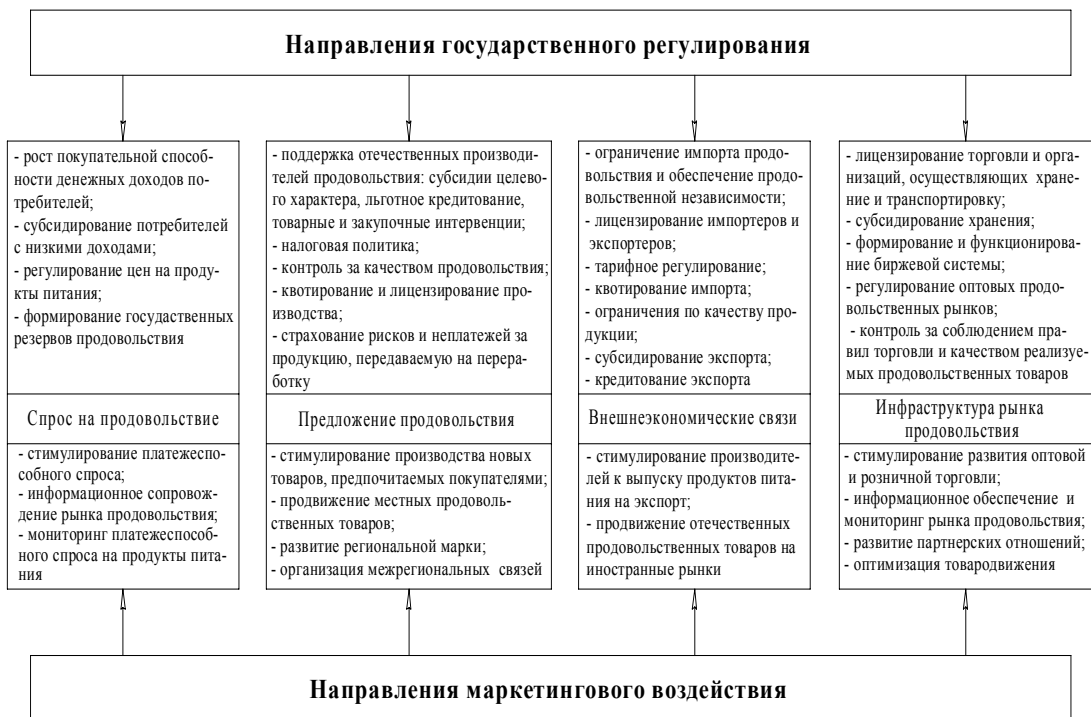 Направления государственного регулирования
- рост покупательной способ-
ности денежных доходов по-
требителей;
- субсидирование потребителей
с низкими доходами;
- регулирование цен на проду-
кты питания;
- формирование госудаственных
резервов продовольствия
- поддержка отечественных производи-
телей продовольствия: субсидии целево-
го характера, льготное кредитование,
товарные и закупочные интервенции;
- налоговая политика;
- контроль за качеством продовольствия;
- квотирование и лицензирование про-
изводства;
- страхование рисков и неплатежей за
продукцию, передаваемую на перера-
ботку
- ограничение импорта продо-
вольствия и обеспечение продо-
вольственной независимости;
- лицензирование импортеров и
экспортеров;
- тарифное регулирование;
- квотирование импорта;
- ограничения по качеству про-
дукции;
- субсидирование экспорта;
- кредитование экспорта
- лицензирование торговли и орга-
низаций, осуществляющих хране-
ние и транспортировку;
- субсидирование хранения;
- формирование и функционирова-
ние биржевой системы;
- регулирование оптовых продо-
вольственных рынков;
- контроль за соблюдением пра-
вил торговли и качеством реализу-
емых продовольственных товаров
Спрос на продовольствие
Предложение продовольствия
Внешнеэкономические связи
Инфраструктура рынка
продовольствия
- стимулирование платежеспо-
собного спроса;
- информационное сопровож-
дение рынка продовольствия;
- мониторинг платежеспособ-
ного спроса на продукты пита-
ния
- стимулирование производства новых
товаров, предпочитаемых покупателями;
- продвижение местных продоволь-
ственных товаров;
- развитие региональной марки;
- организация межрегиональных связей
- стимулирование производите-
лей к выпуску продуктов пита-
ния на экспорт;
- продвижение отечественных
продовольственных товаров на
иностранные рынки
- стимулирование развития оптовой
и розничной торговли;
- информационное обеспечение и
мониторинг рынка продовольствия;
- развитие партнерских отношений;
- оптимизация товародвижения
Направления маркетингового воздействия